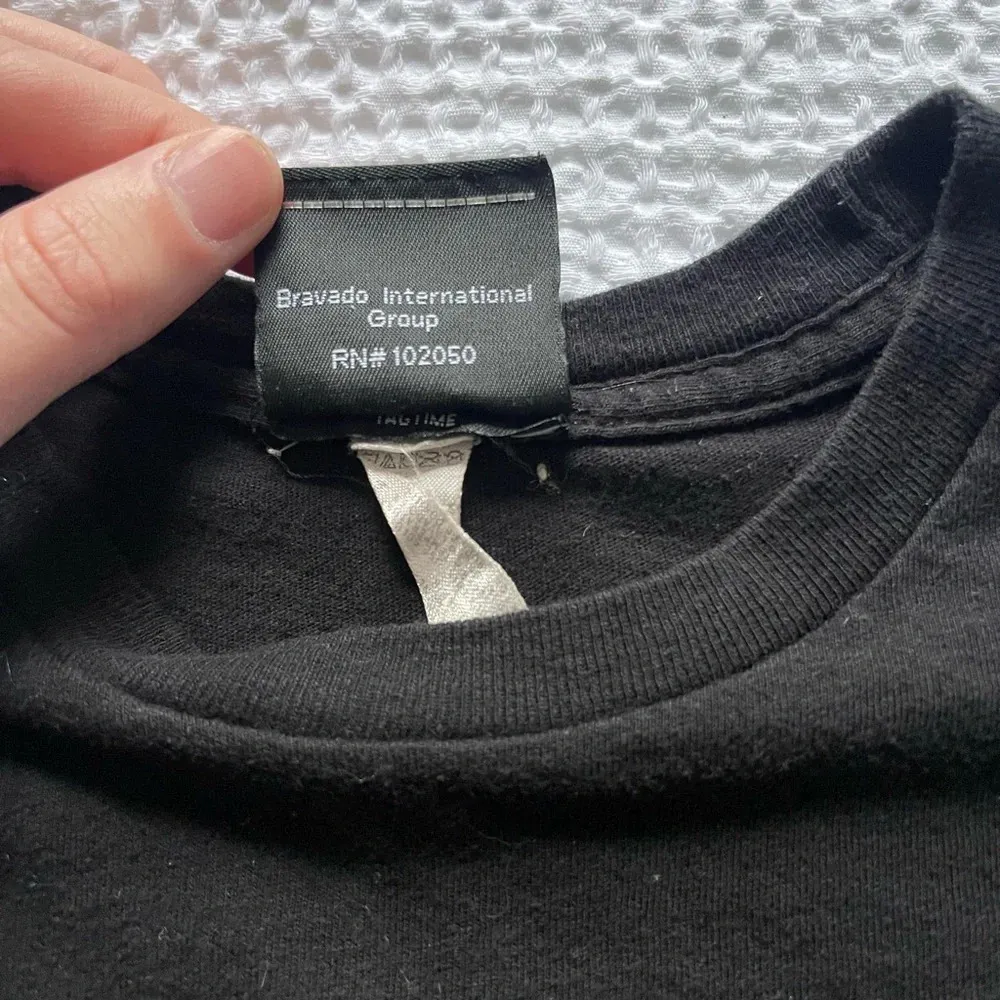 Bravado International
Group
RN# 102050
TAGTIME